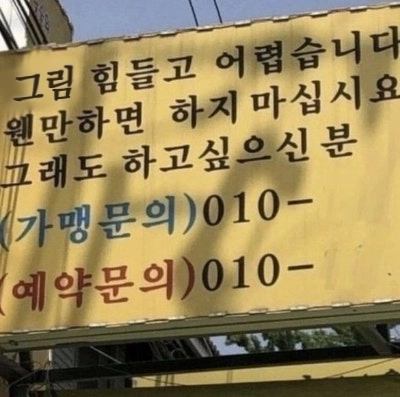 그림 힘들고 어렵습니다
웬만하면 하지마십시요
그래도 하고싶으신분
(가맹문의)010-
(예약문의)010-